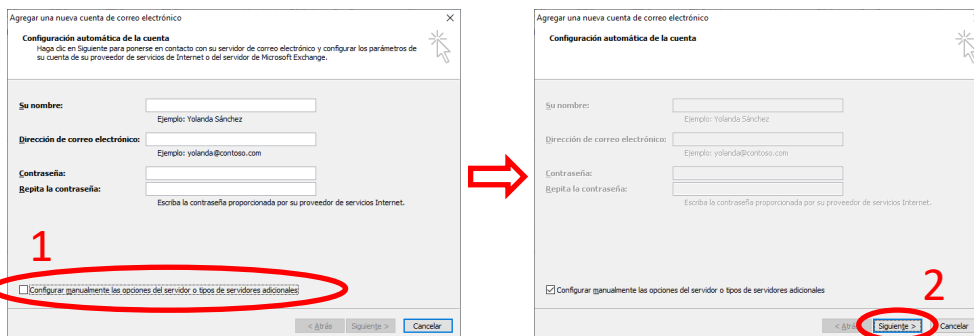 Agregar una nueva cuenta de correo electrónico
Configuración automática de la cuenta
Haga clic en Siguiente para ponerse en contacto con su servidor de correo electrónico y configurar los parámetros de
su cuenta de su proveedor de servicios de Internet o del servidor de Microsoft Exchange.
Su nombre:
Ejemplo: Yolanda Sánchez
Dirección de correo electrónico:
Ejemplo: yolanda@contoso.com
Contraseña:
Repita la contraseña:
Escriba la contraseña proporcionada por su proveedor de servicios Internet.
1
Configurar manualmente las opciones del servidor o tipos de servidores adicionales
< Atrás Siguiente > Cancelar
Agregar una nueva cuenta de correo electrónico
Configuración automática de la cuenta
Su nombre:
Ejemplo: Yolanda Sánchez
Dirección de correo electrónico:
Ejemplo: yolanda@contoso.com
Contraseña:
Repita la contraseña:
Escriba la contraseña proporcionada por su proveedor de servicios Internet.
Configurar manualmente las opciones del servidor o tipos de servidores adicionales
2
Siguiente > Cancelar